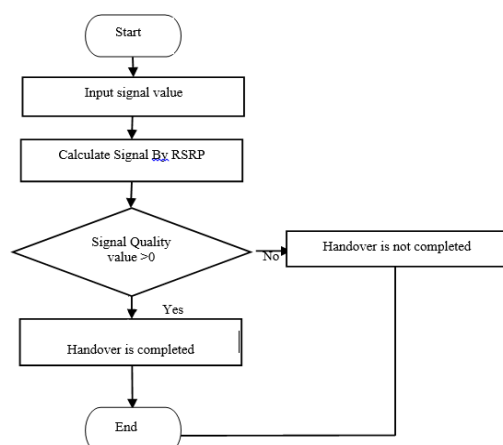 Start
Input signal value
Calculate Signal By RSRP
Signal Quality
value >0
No
Handover is not completed
Yes
Handover is completed
End